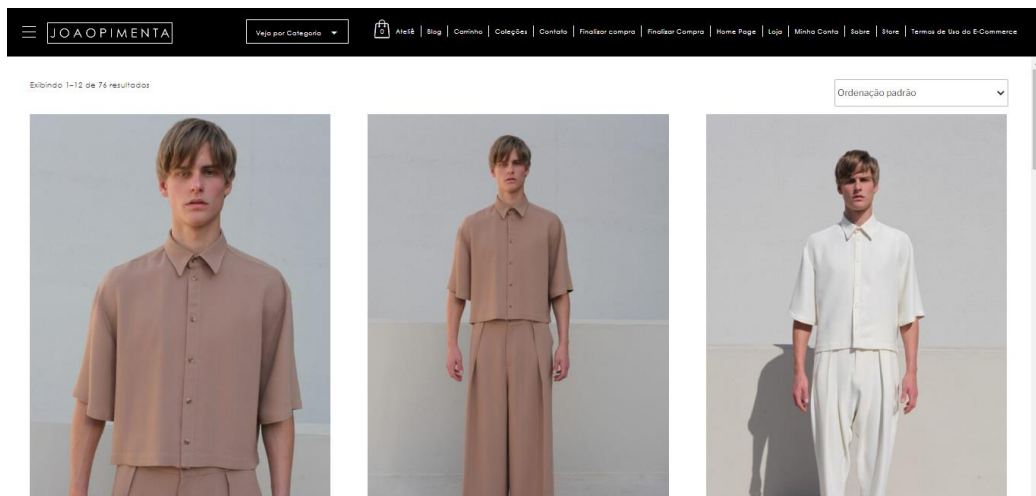 JOAOPIMENTA
Veja por Categoria
0
Ateliê | Blog | Carrinho | Coleções | Contato | Finalizar compra | Finalizar Compra | Home Page | Loja | Minha Conta | Sobre | Store | Termos de Uso do E-Commerce
Exibindo 1–12 de 76 resultados
Ordenação padrão